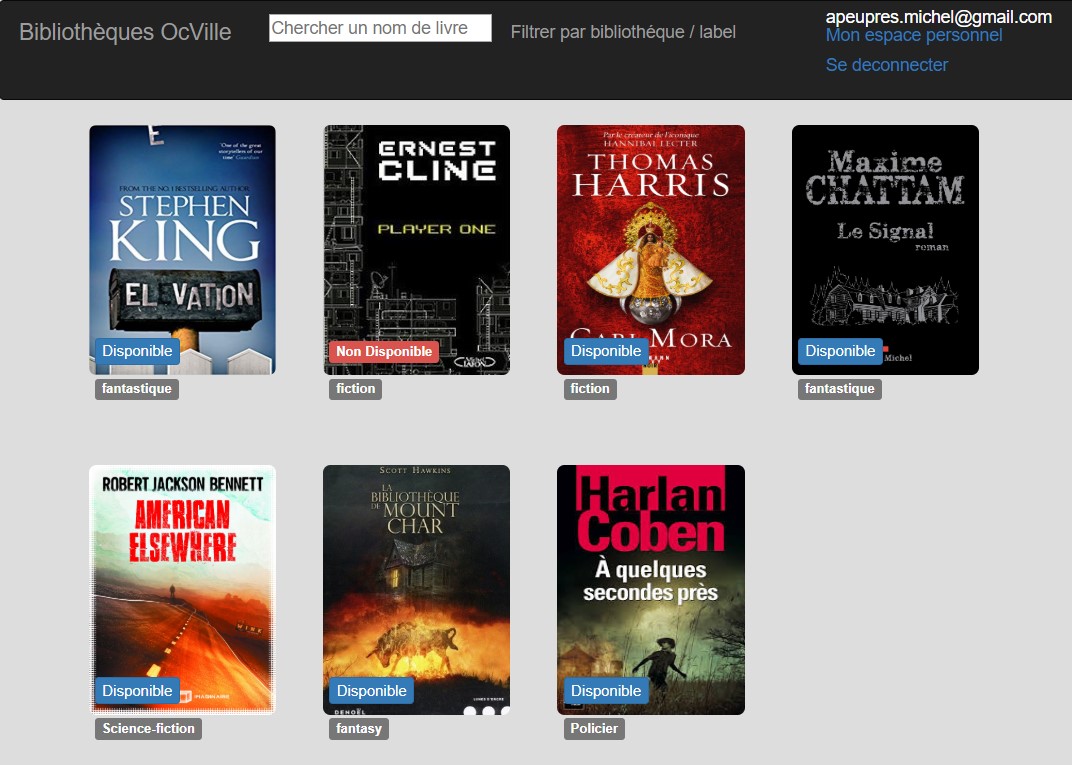 Bibliothèques OcVille
Chercher un nom de livre
Filtrer par bibliothéque / label
apeupres.michel@gmail.com
Mon espace personnel
Se deconnecter
E
'One of the great
storytellers of our
time' Guardian
FROM THE NO.1 BESTSELLING AUTHOR
STEPHEN
KING
EL VATION
Disponible
fantastique
ERNEST
CLINE
PLAYER ONE
Non Disponible
fiction
Par le créateur de l'iconique
HANNIBAL LECTER
THOMAS
HARRIS
CARI MORA
Disponible
fiction
Maxime
CHATTAM
Le Signal
roman
Disponible
Michel
fantastique
ROBERT JACKSON BENNETT
AMERICAN
ELSEWHERE
WINK
Disponible
Science-fiction
SCOTT HAWKINS
LA
BIBLIOTHÈQUE
DE MOUNT
CHAR
Disponible
DENOËL
fantasy
Harlan
Coben
À quelques
secondes près
Disponible
Policier